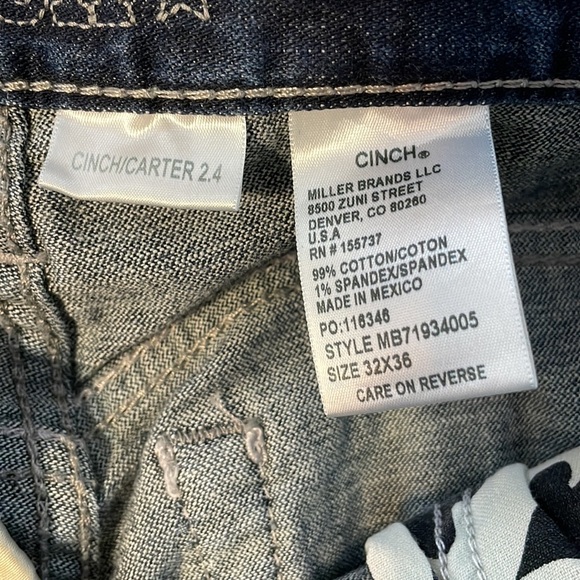 CINCH/CARTER 2.4
CINCH®
MILLER BRANDS LLC
8500 ZUNI STREET
DENVER, CO 80260
U.S.A
RN # 155737
99% COTTON/COTON
1% SPANDEX/SPANDEX
MADE IN MEXICO
PO:116346
STYLE MB71934005
SIZE 32X36
CARE ON REVERSE